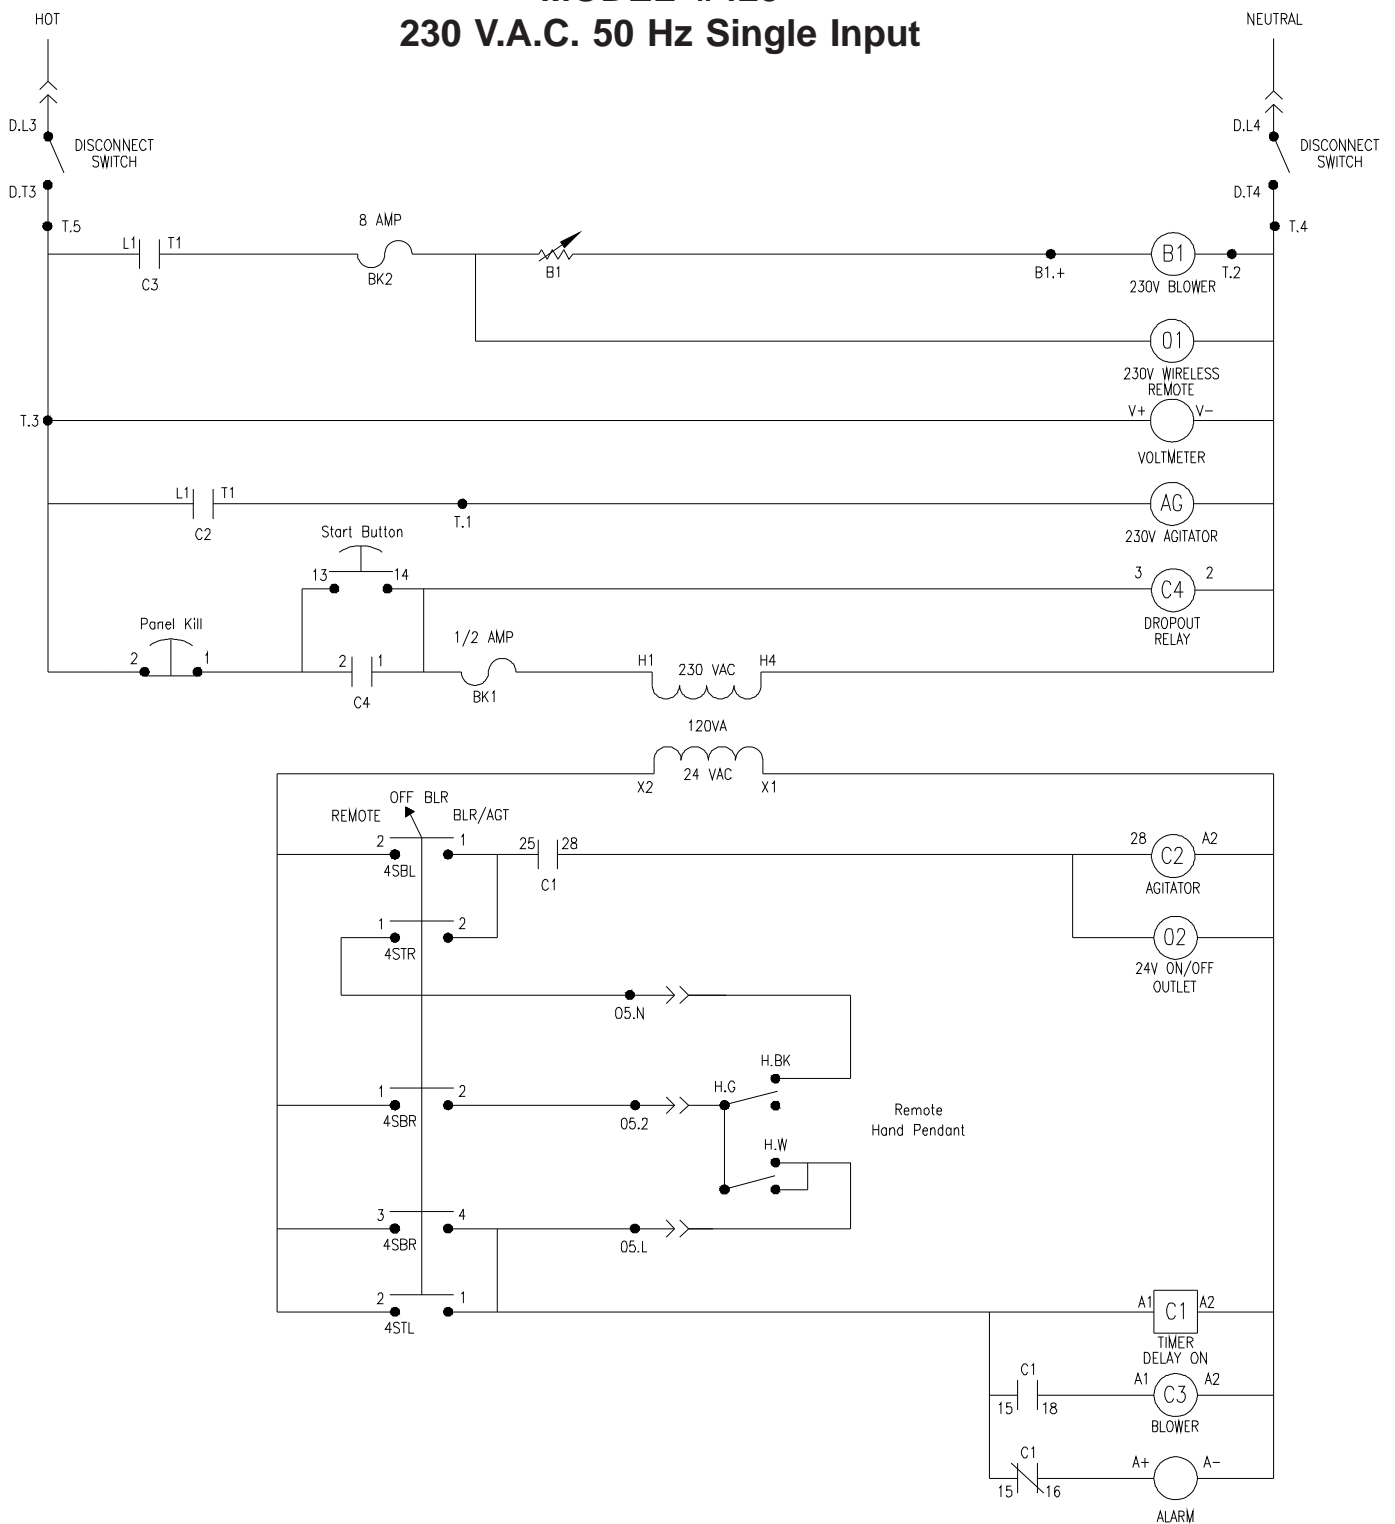 230 V.A.C. 50 Hz Single Input
HOT
NEUTRAL
D.L3
DISCONNECT
SWITCH
D.T3
T.5
D.L4
DISCONNECT
SWITCH
D.T4
T.4
L1 T1
C3
8 AMP
BK2
B1
B1.+
B1
T.2
230V BLOWER
O1
230V WIRELESS
REMOTE
T.3
V+ V-
VOLTMETER
L1 T1
C2
T.1
AG
230V AGITATOR
Start Button
13 14
3 C4 2
DROPOUT
RELAY
Panel Kill
2 1
2 1
C4
1/2 AMP
BK1
H1 230 VAC H4
120VA
X2 24 VAC X1
OFF BLR
REMOTE BLR/AGT
2 1
4SBL
25 28
C1
28 C2 A2
AGITATOR
1 2
4STR
O2
24V ON/OFF
OUTLET
O5.N
H.BK
1 2
4SBR
O5.2
H.G
Remote
Hand Pendant
H.W
3 4
4SBR
O5.L
2 1
4STL
A1 C1 A2
TIMER
DELAY ON
C1
15 18
A1 C3 A2
BLOWER
C1
15 16
A+ A-
ALARM